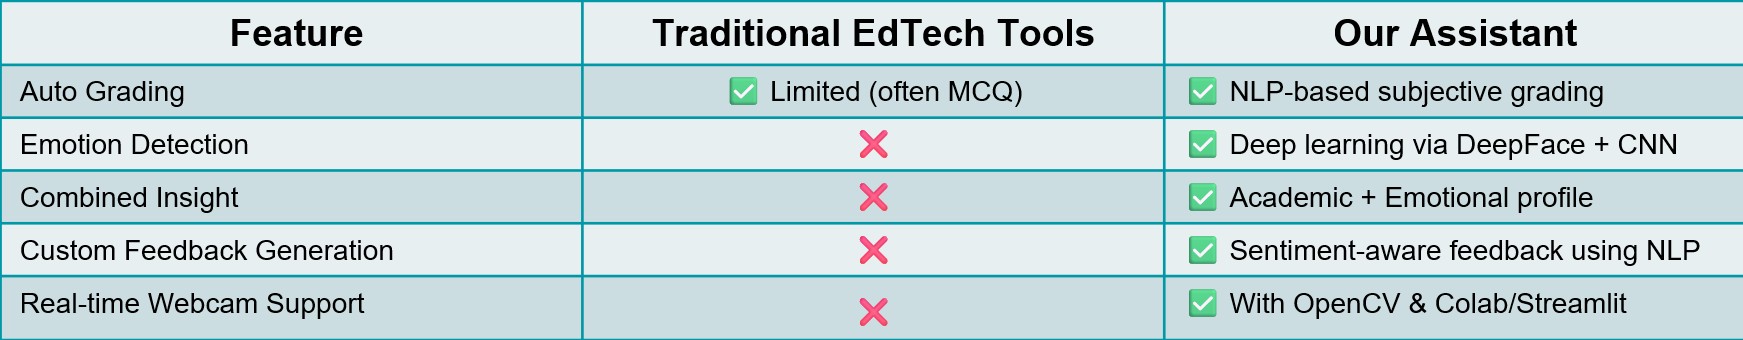 Feature Traditional EdTech Tools Our Assistant
Auto Grading ✅ Limited (often MCQ) ✅ NLP-based subjective grading
Emotion Detection ❌ ✅ Deep learning via DeepFace + CNN
Combined Insight ❌ ✅ Academic + Emotional profile
Custom Feedback Generation ❌ ✅ Sentiment-aware feedback using NLP
Real-time Webcam Support ❌ ✅ With OpenCV & Colab/Streamlit